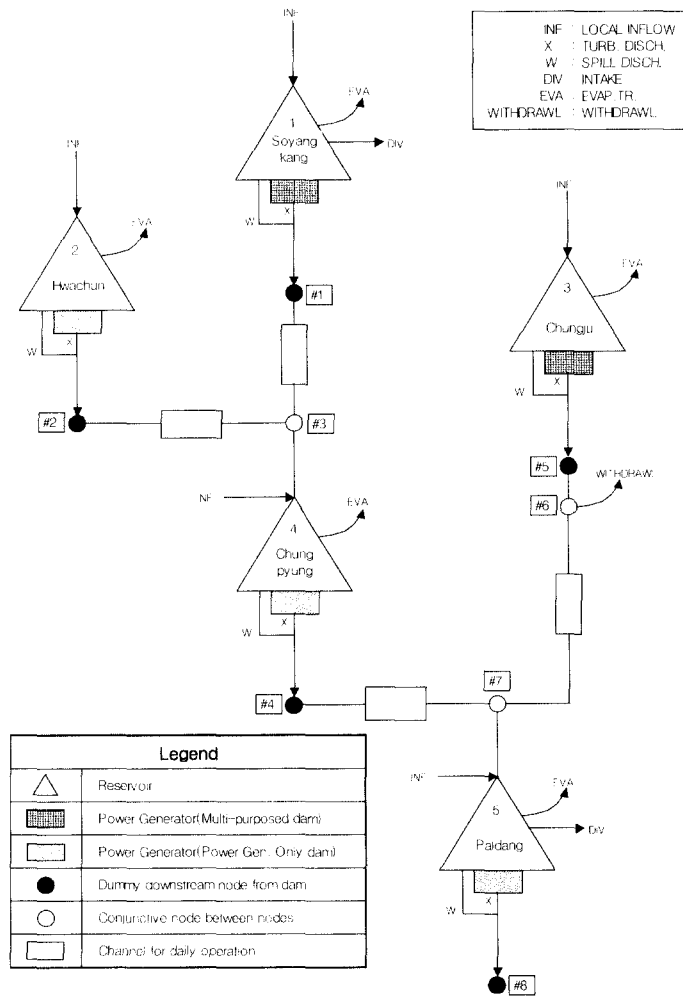 INF : LOCAL INFLOW
X : TURB. DISCH.
W : SPILL DISCH.
DIV : INTAKE
EVA : EVAP.TR.
WITHDRAWL : WITHDRAWL
INF
EVA
1
Soyang
kang
DIV
X
W
#1
INF
EVA
2
Hwachun
X
W
#2
#3
INF
EVA
3
Chungju
X
W
#5
#6
WITHDRAW.
NF
EVA
4
Chung
pyung
X
W
#4
#7
INF
EVA
5
Paldang
DIV
X
W
#8
Legend
Reservoir
Power Generator(Multi-purposed dam)
Power Generator(Power Gen. Only dam)
Dummy downstream node from dam
Conjunctive node between nodes
Channel for daily operation